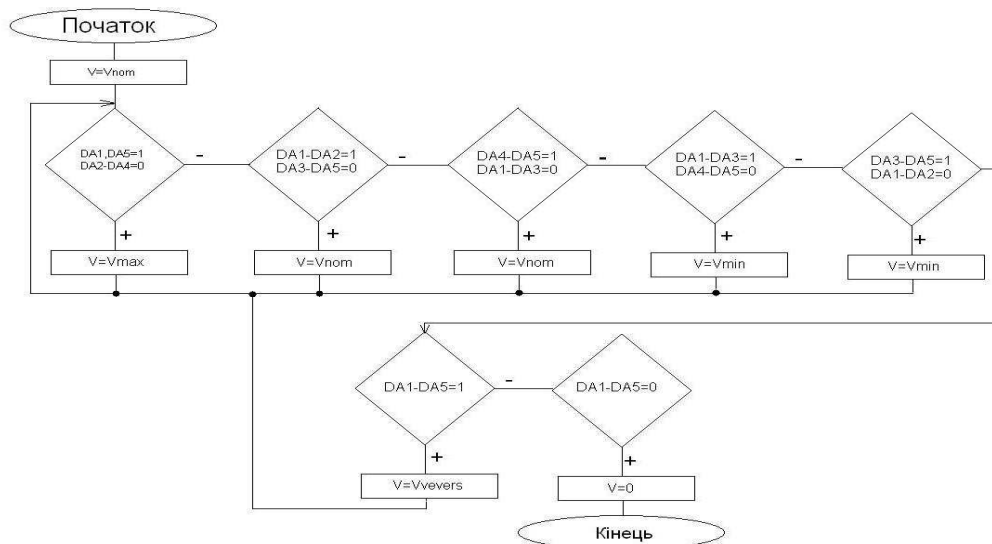 Початок
V=Vnom
DA1,DA5=1
DA2-DA4=0
-
DA1-DA2=1
DA3-DA5=0
-
DA4-DA5=1
DA1-DA3=0
-
DA1-DA3=1
DA4-DA5=0
-
DA3-DA5=1
DA1-DA2=0
+
+
+
+
+
V=Vmax
V=Vnom
V=Vnom
V=Vmin
V=Vmin
DA1-DA5=1
-
DA1-DA5=0
+
+
V=Vvevers
V=0
Кінець